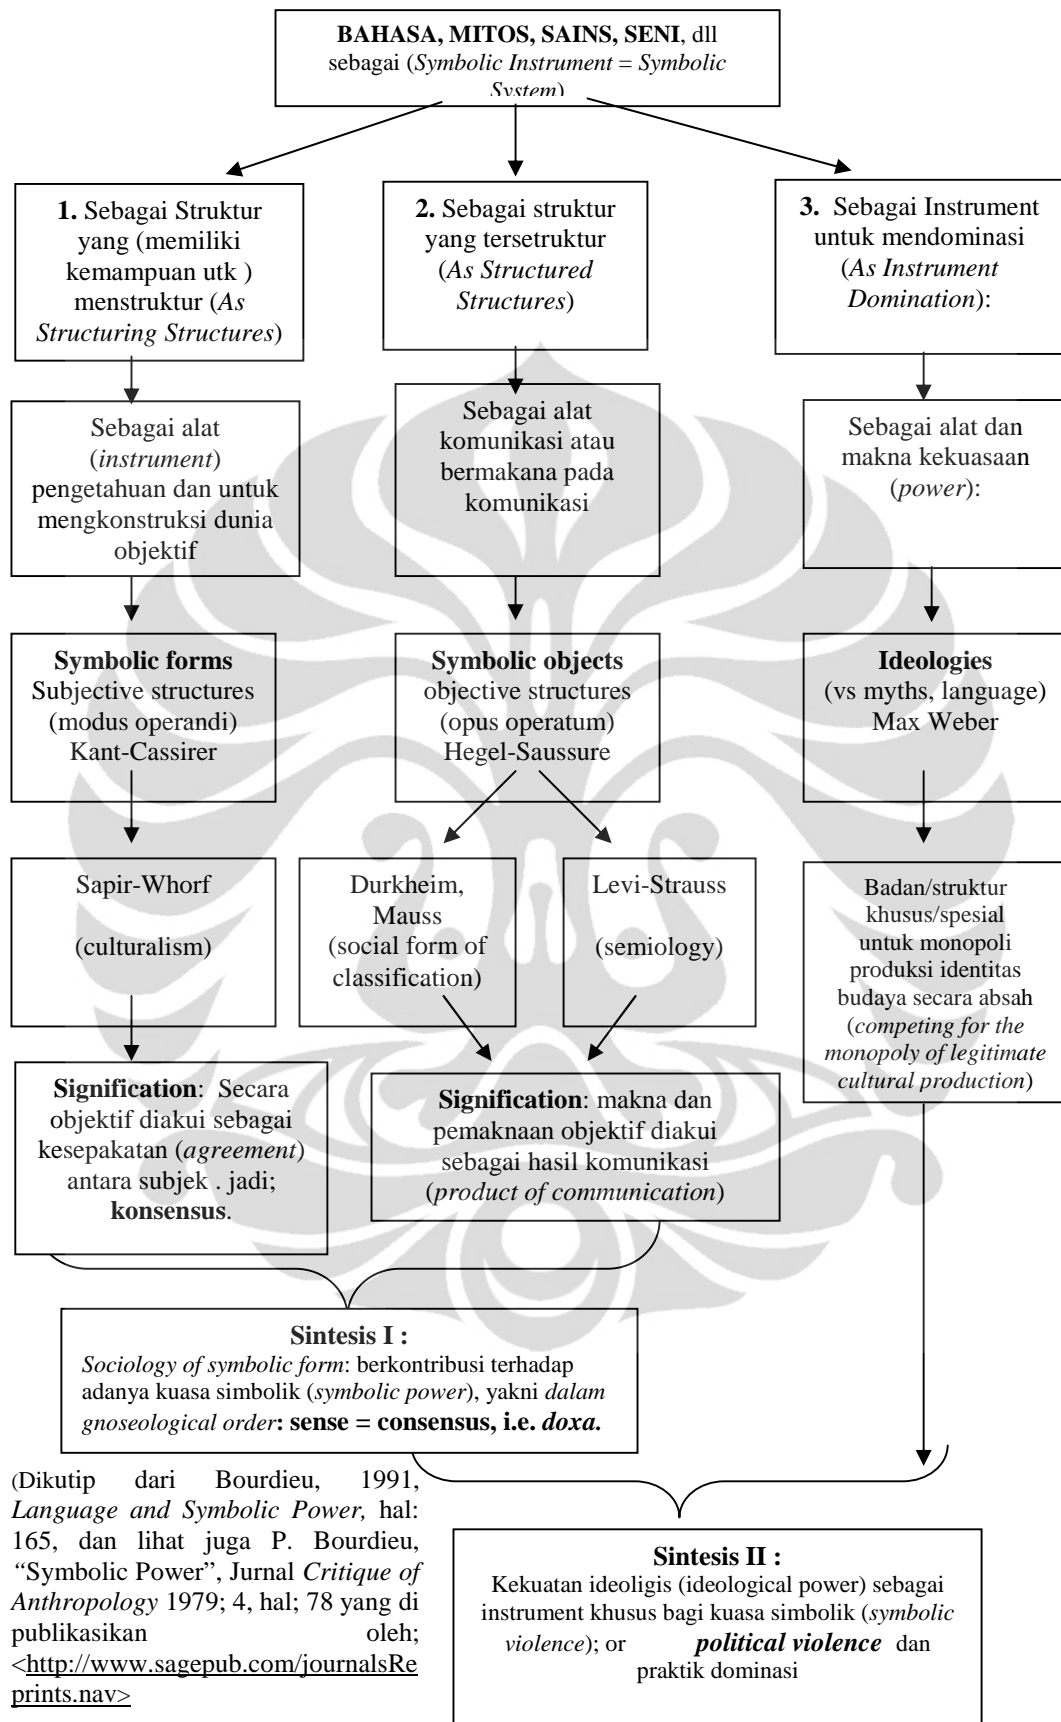 BAHASA, MITOS, SAINS, SENI, dll
sebagai (Symbolic Instrument = Symbolic
System)
1. Sebagai Struktur
yang (memiliki
kemampuan utk )
menstruktur (As
Structuring Structures)
2. Sebagai struktur
yang tersetruktur
(As Structured
Structures)
3. Sebagai Instrument
untuk mendominasi
(As Instrument
Domination):
Sebagai alat
(instrument)
pengetahuan dan untuk
mengkonstruksi dunia
objektif
Sebagai alat
komunikasi atau
bermakana pada
komunikasi
Sebagai alat dan
makna kekuasaan
(power):
Symbolic forms
Subjective structures
(modus operandi)
Kant-Cassirer
Symbolic objects
objective structures
(opus operatum)
Hegel-Saussure
Ideologies
(vs myths, language)
Max Weber
Sapir-Whorf
(culturalism)
Durkheim,
Mauss
(social form of
classification)
Levi-Strauss
(semiology)
Badan/struktur
khusus/spesial
untuk monopoli
produksi identitas
budaya secara absah
(competing for the
monopoly of legitimate
cultural production)
Signification: Secara
objektif diakui sebagai
kesepakatan (agreement)
antara subjek . jadi;
konsensus.
Signification: makna dan
pemaknaan objektif diakui
sebagai hasil komunikasi
(product of communication)
Sintesis I :
Sociology of symbolic form: berkontribusi terhadap
adanya kuasa simbolik (symbolic power), yakni dalam
gnoseological order: sense = consensus, i.e. doxa.
(Dikutip dari Bourdieu, 1991,
Language and Symbolic Power, hal:
165, dan lihat juga P. Bourdieu,
“Symbolic Power”, Jurnal Critique of
Anthropology 1979; 4, hal; 78 yang di
publikasikan oleh;
<http://www.sagepub.com/journalsRe
prints.nav>
Sintesis II :
Kekuatan ideoligis (ideological power) sebagai
instrument khusus bagi kuasa simbolik (symbolic
violence); or political violence dan
praktik dominasi